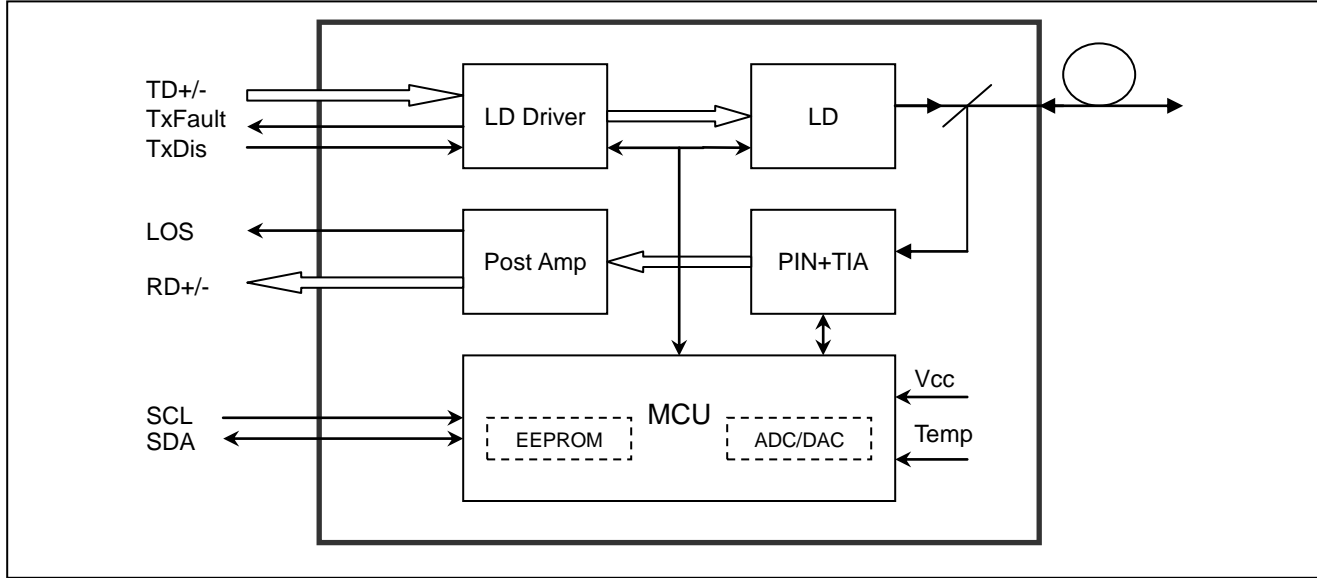 TD+/-
TxFault
TxDis
LD Driver
LD
LOS
RD+/-
Post Amp
PIN+TIA
SCL
SDA
MCU
EEPROM
ADC/DAC
Vcc
Temp